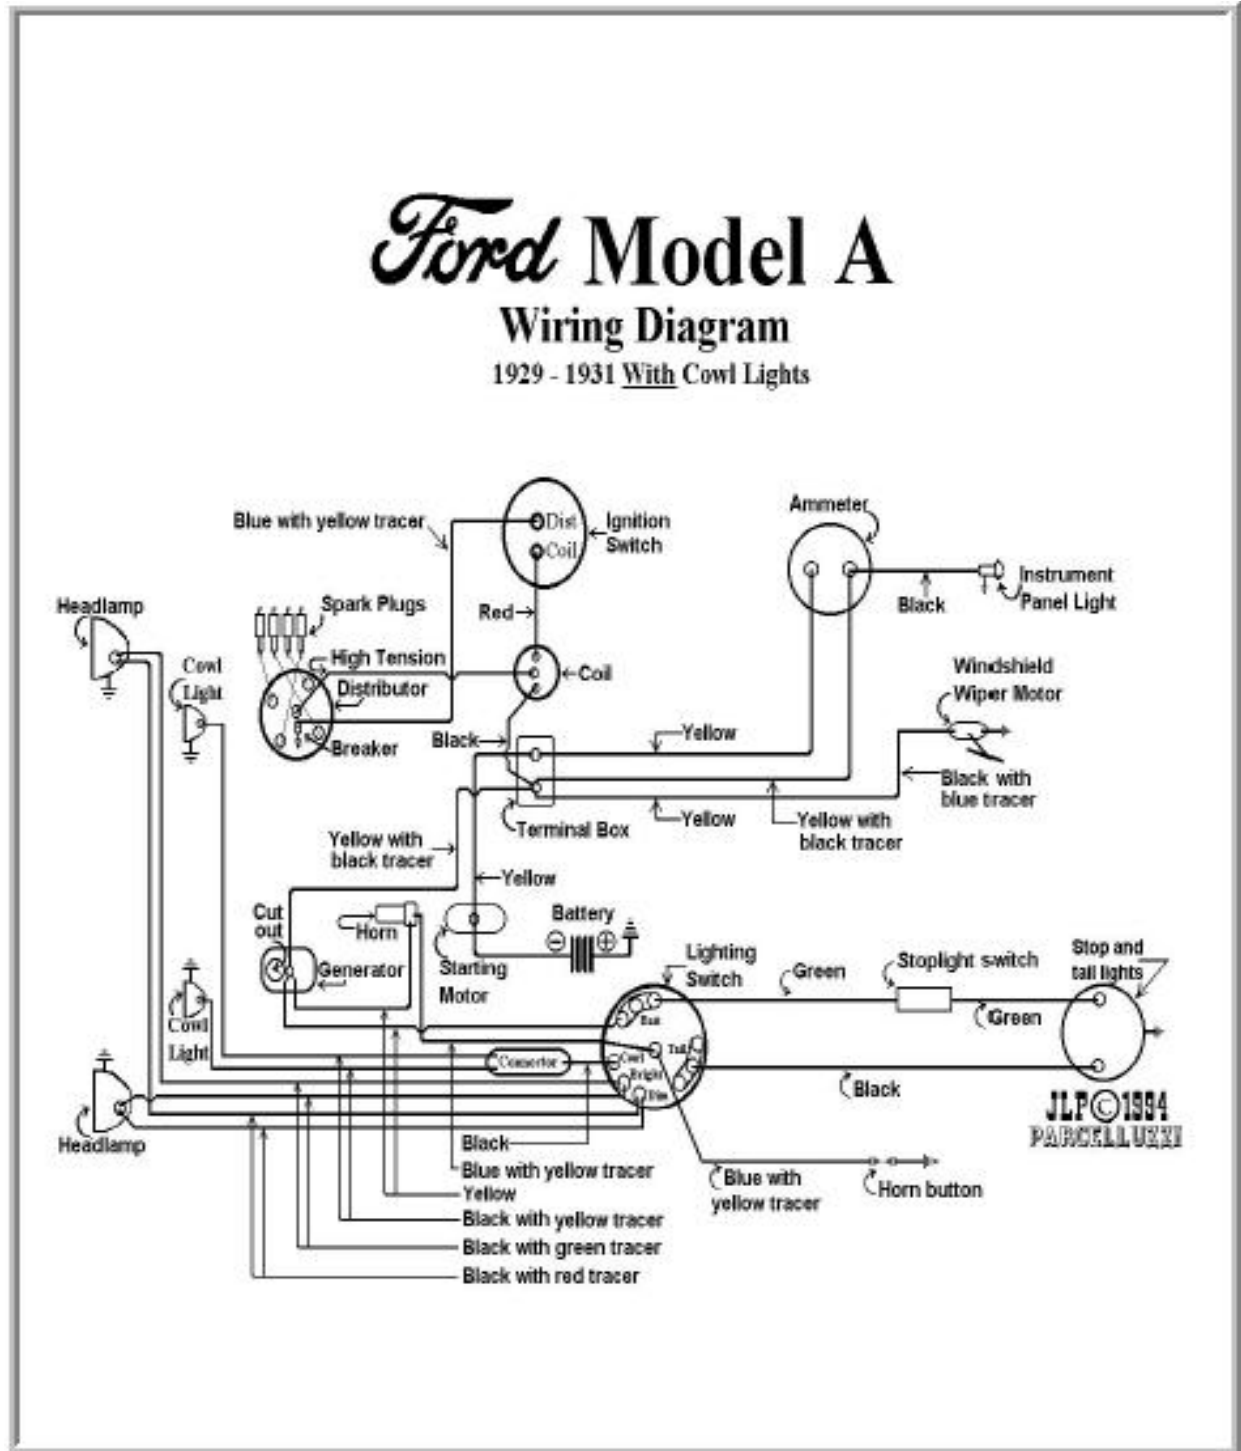 Ford Model A
Wiring Diagram
1929 - 1931 With Cowl Lights
Blue with yellow tracer
Dist
Coil
Ignition
Switch
Ammeter
Instrument
Panel Light
Black
Headlamp
Spark Plugs
Red
Cowl
Light
High Tension
Distributor
Coil
Windshield
Wiper Motor
Breaker
Black
Yellow
Black with
blue tracer
Terminal Box
Yellow
Yellow with
black tracer
Yellow with
black tracer
Yellow
Cut
out
Horn
Battery
Generator
Starting
Motor
Lighting
Switch
Green
Stoplight switch
Stop and
tail lights
Green
Cowl
Light
Connector
Cowl
Tail
Bright
Dim
Black
Headlamp
JLP©1994
PARCELLUZZI
Black
Blue with yellow tracer
Yellow
Black with yellow tracer
Black with green tracer
Black with red tracer
Blue with
yellow tracer
Horn button